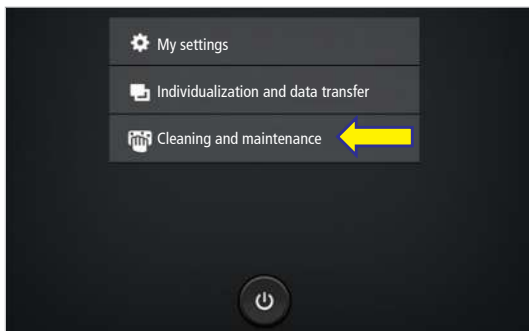 My settings
Individualization and data transfer
Cleaning and maintenance